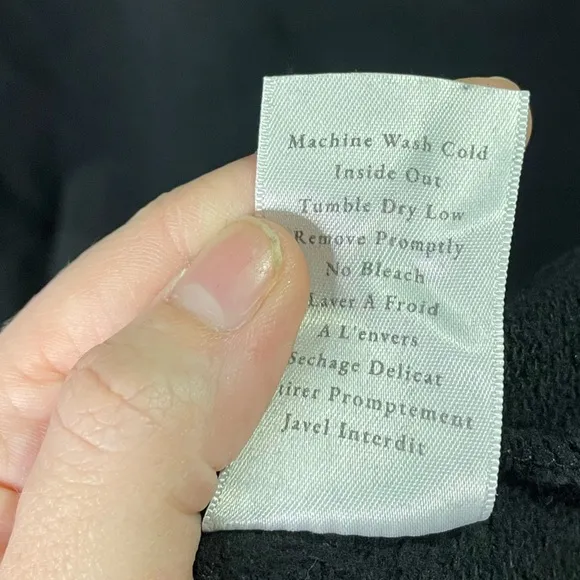 Machine Wash Cold
Inside Out
Tumble Dry Low
Remove Promptly
No Bleach
Laver A Froid
A L'envers
Sechage Delicat
Promptement
Javel Interdit